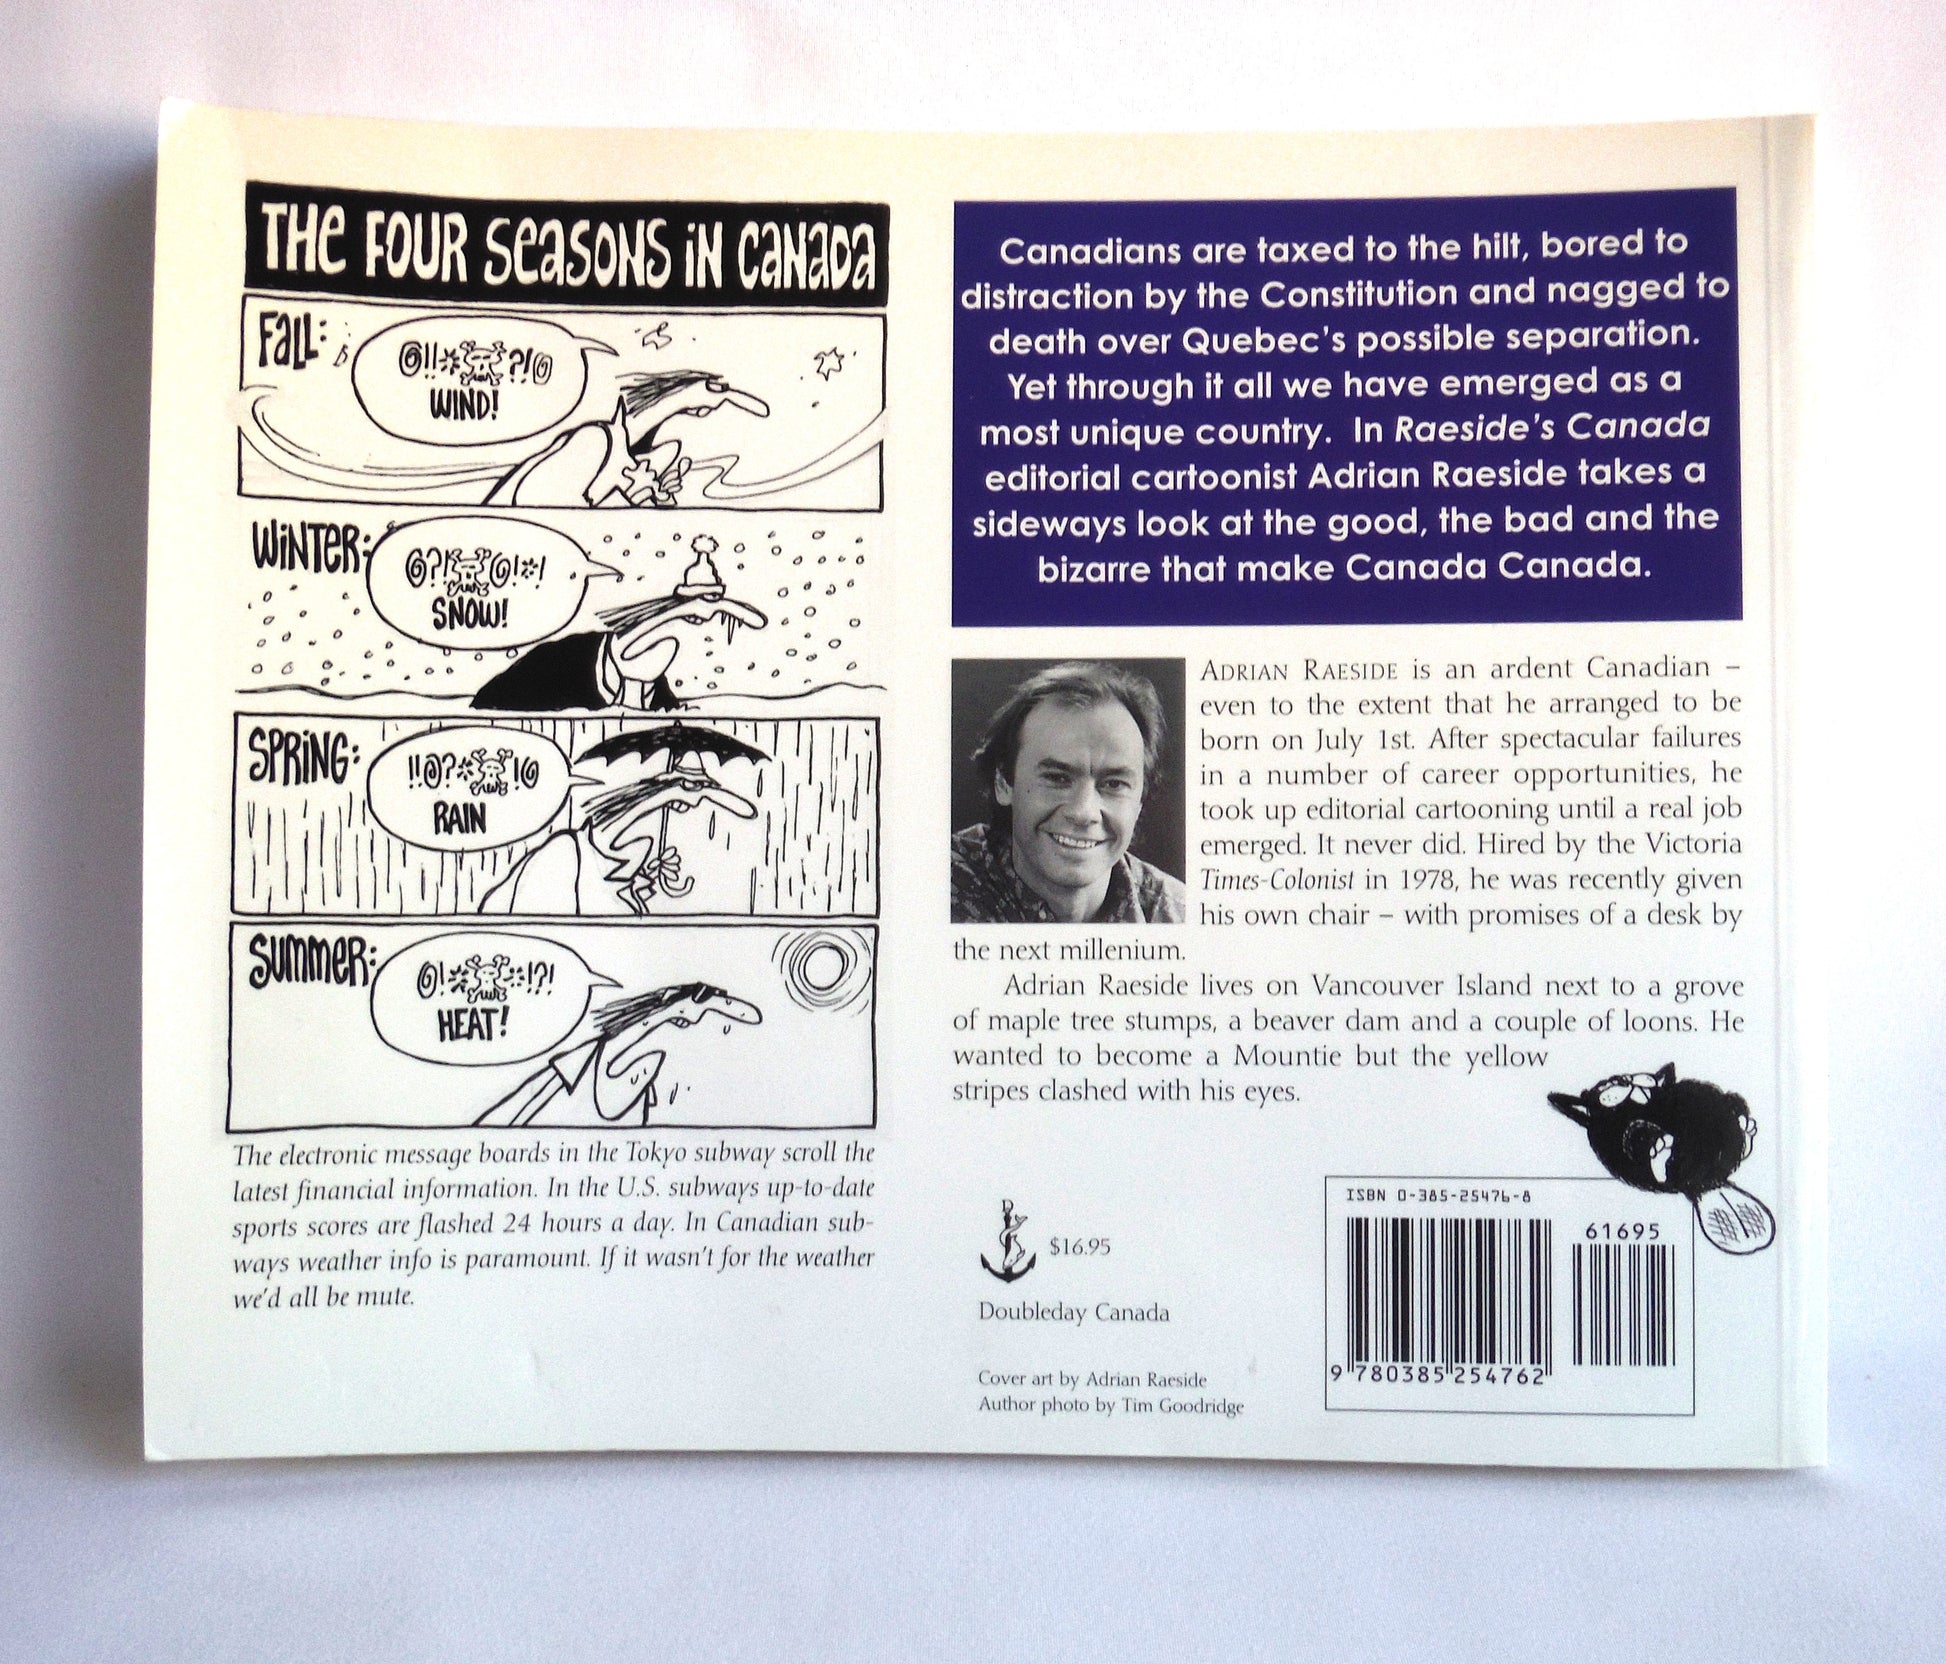 THE FOUR SEASONS IN CANADA
FALL:
@!!*?!@
WIND!
WINTER:
@?!@!*!
SNOW!
SPRING:
!!@?*!@
RAIN
SUMMER:
@!**!?!
HEAT!
The electronic message boards in the Tokyo subway scroll the
latest financial information. In the U.S. subways up-to-date
sports scores are flashed 24 hours a day. In Canadian sub-
ways weather info is paramount. If it wasn't for the weather
we'd all be mute.
Canadians are taxed to the hilt, bored to
distraction by the Constitution and nagged to
death over Quebec's possible separation.
Yet through it all we have emerged as a
most unique country. In Raeside's Canada
editorial cartoonist Adrian Raeside takes a
sideways look at the good, the bad and the
bizarre that make Canada Canada.
ADRIAN RAESIDE is an ardent Canadian –
even to the extent that he arranged to be
born on July 1st. After spectacular failures
in a number of career opportunities, he
took up editorial cartooning until a real job
emerged. It never did. Hired by the Victoria
Times-Colonist in 1978, he was recently given
his own chair – with promises of a desk by
the next millenium.
Adrian Raeside lives on Vancouver Island next to a grove
of maple tree stumps, a beaver dam and a couple of loons. He
wanted to become a Mountie but the yellow
stripes clashed with his eyes.
$16.95
Doubleday Canada
Cover art by Adrian Raeside
Author photo by Tim Goodridge
ISBN 0-385-25476-8
61695
9 780385 254762